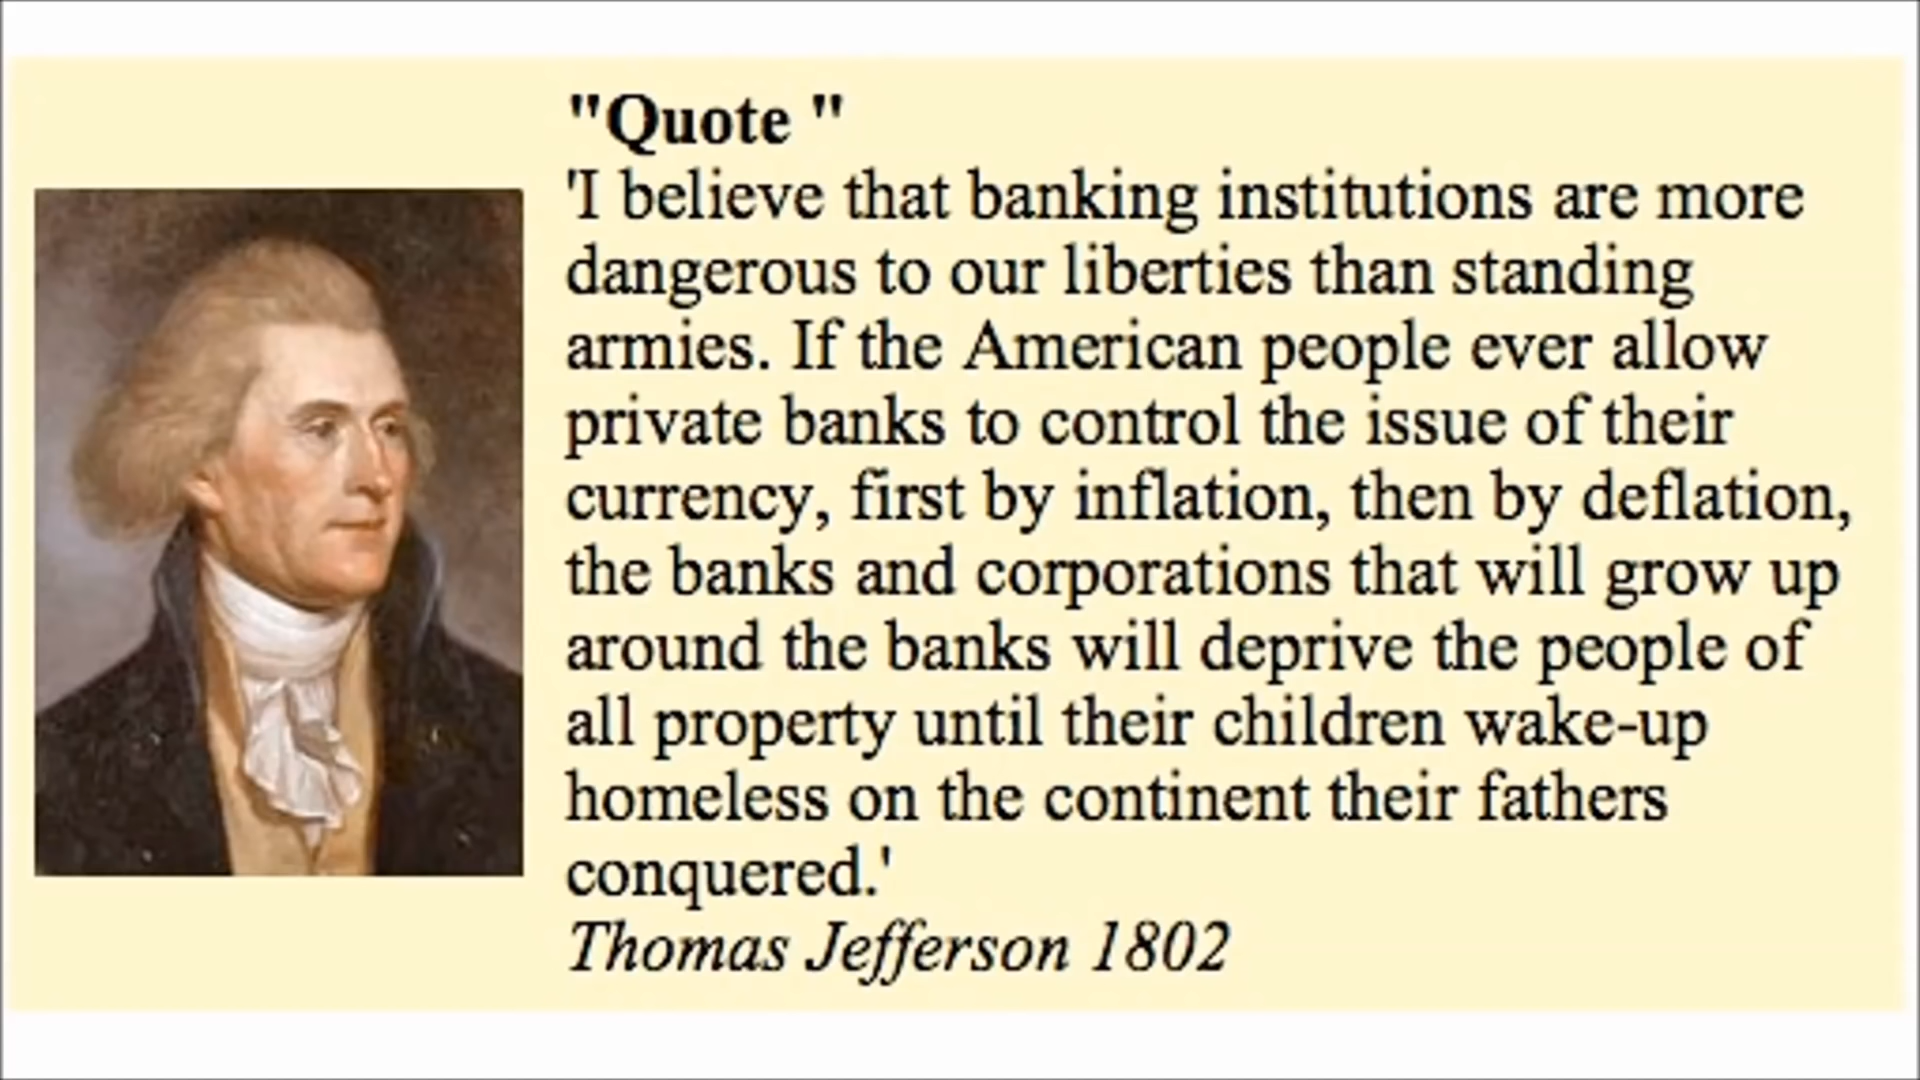 "Quote "
'I believe that banking institutions are more
dangerous to our liberties than standing
armies. If the American people ever allow
private banks to control the issue of their
currency, first by inflation, then by deflation,
the banks and corporations that will grow up
around the banks will deprive the people of
all property until their children wake-up
homeless on the continent their fathers
conquered.'
Thomas Jefferson 1802